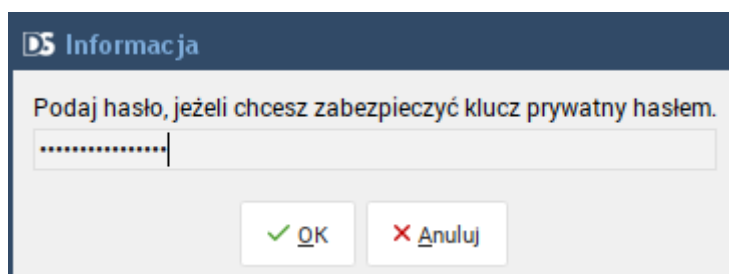 DS Informacja
Podaj hasło, jeżeli chcesz zabezpieczyć klucz prywatny hasłem.
••••••••••••••••
OK Anuluj